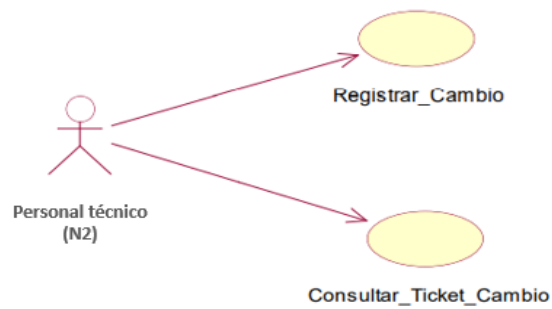 Registrar_Cambio
Personal técnico
(N2)
Consultar_Ticket_Cambio